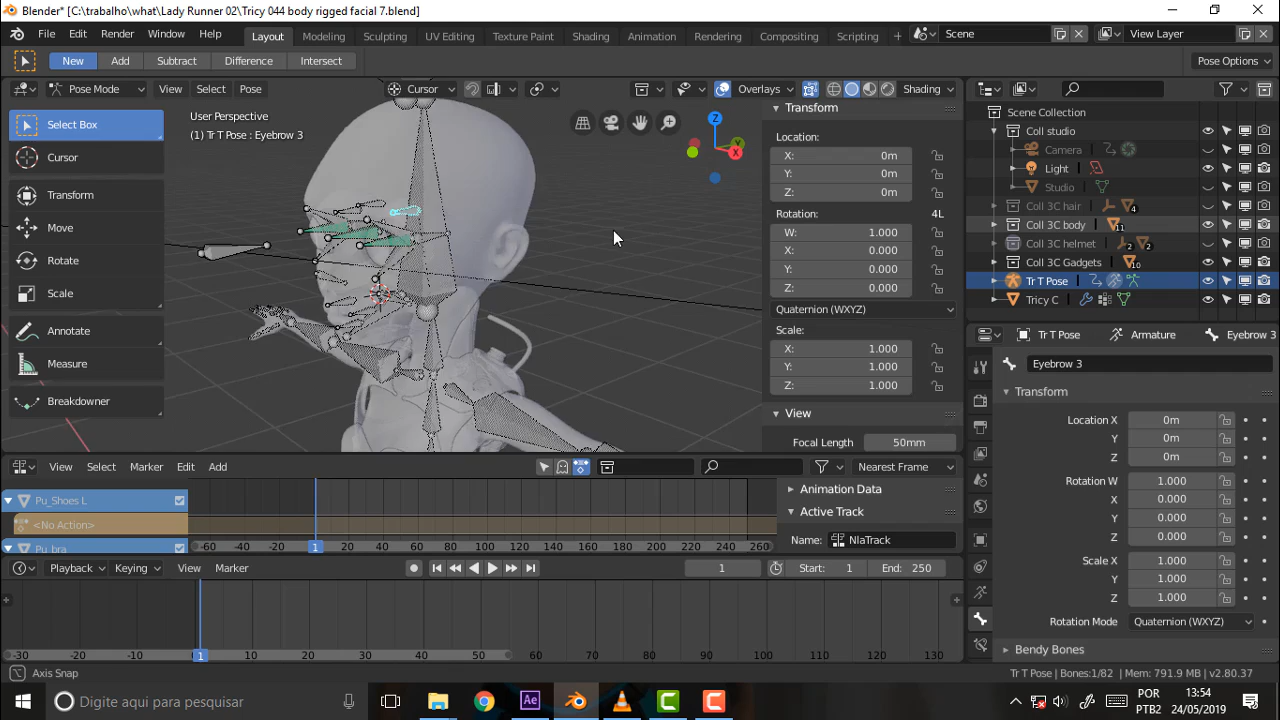 Blender* [C:\trabalho\what\Lady Runner 02\Tricy 044 body rigged facial 7.blend]
File Edit Render Window Help Layout Modeling Sculpting UV Editing Texture Paint Shading Animation Rendering Compositing Scripting Scene View Layer
New Add Subtract Difference Intersect Pose Options
Pose Mode View Select Pose Cursor Overlays Shading
Select Box
Cursor
Transform
Move
Rotate
Scale
Annotate
Measure
Breakdowner
User Perspective
(1) Tr T Pose : Eyebrow 3
Z
X
Transform
Location:
X: 0m
Y: 0m
Z: 0m
Rotation: 4L
W: 1.000
X: 0.000
Y: 0.000
Z: 0.000
Quaternion (WXYZ)
Scale:
X: 1.000
Y: 1.000
Z: 1.000
View
Focal Length 50mm
Scene Collection
Coll studio
Camera
Light
Studio
Coll 3C hair 4
Coll 3C body 11
Coll 3C helmet 2 2
Coll 3C Gadgets 10
Tr T Pose
Tricy C
Tr T Pose Armature Eyebrow 3
Eyebrow 3
Transform
Location X 0m
Y 0m
Z 0m
Rotation W 1.000
X 0.000
Y 0.000
Z 0.000
Scale X 1.000
Y 1.000
Z 1.000
Rotation Mode Quaternion (WXYZ)
Bendy Bones
View Select Marker Edit Add Nearest Frame
Pu_Shoes L
<No Action>
Pu_bra
-60 -40 -20 1 20 40 60 80 100 120 140 160 180 200 220 240 260
Animation Data
Active Track
Name: NlaTrack
Playback Keying View Marker 1 Start: 1 End: 250
-30 -20 -10 1 10 20 30 40 50 60 70 80 90 100 110 120 130
Axis Snap Tr T Pose | Bones:1/82 | Mem: 791.9 MB | v2.80.37
Digite aqui para pesquisar Ae POR PTB2 13:54 24/05/2019